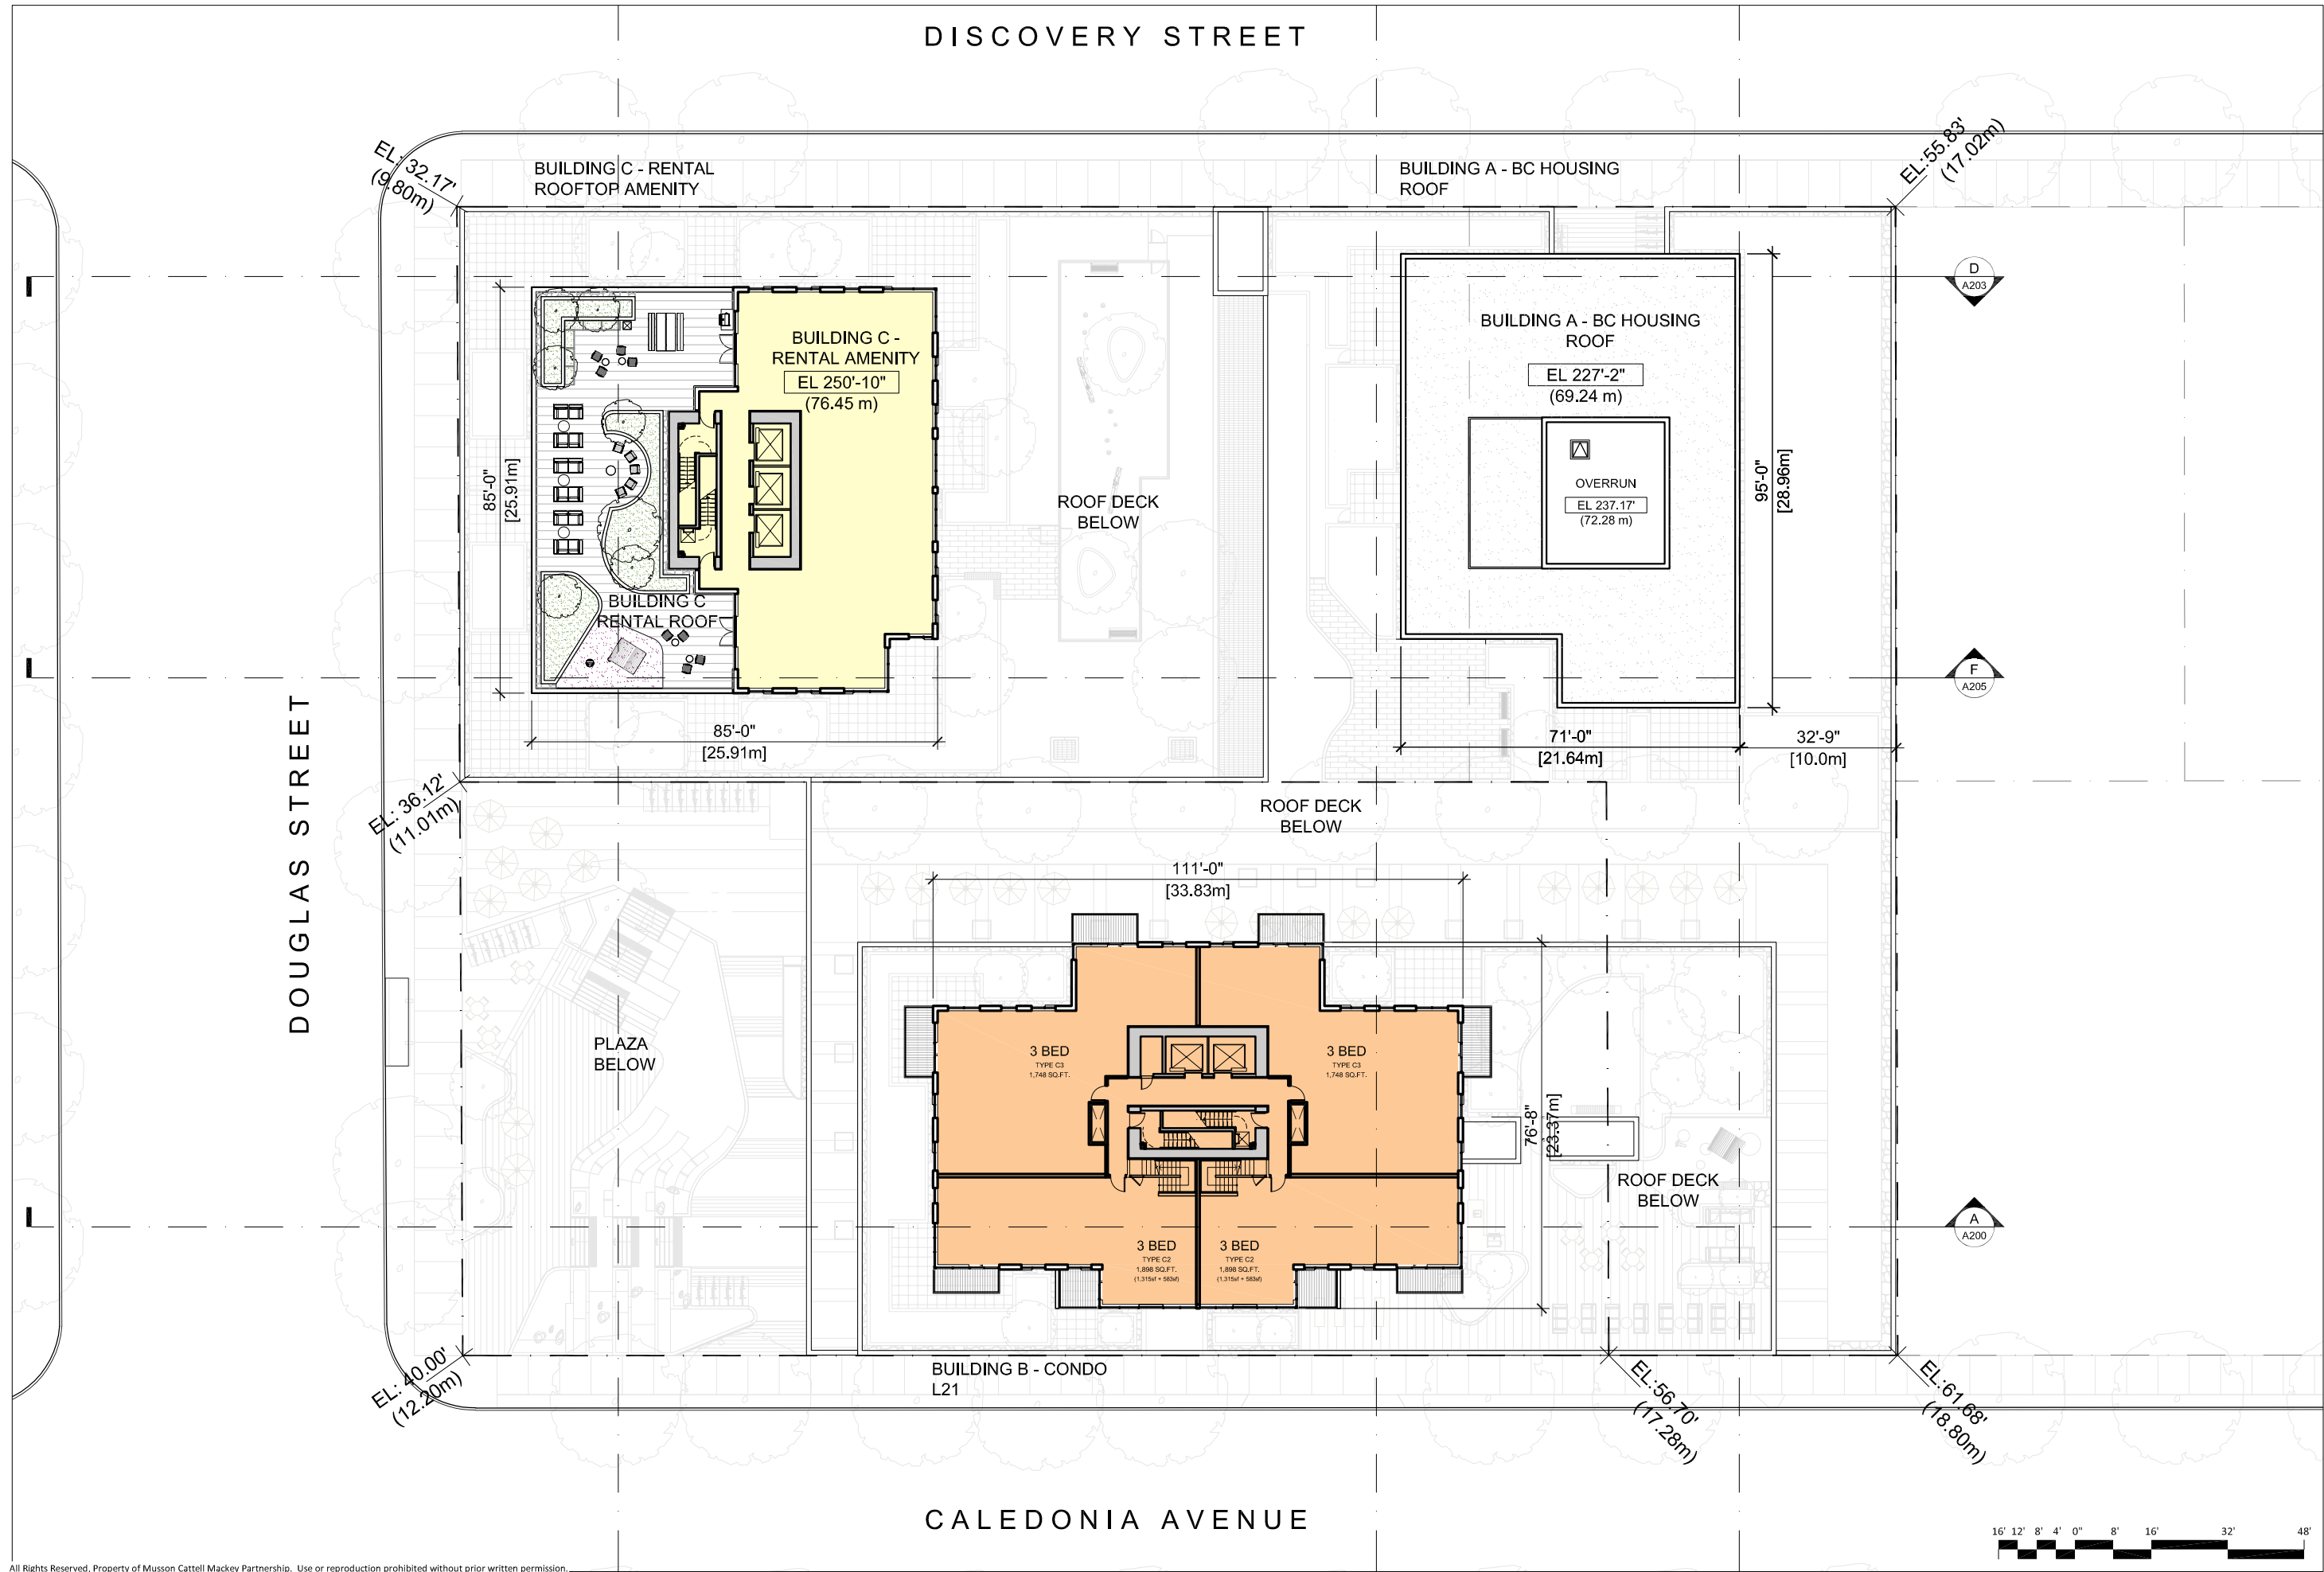 DISCOVERY STREET
EL: 32.17'
(9.80m)
BUILDING C - RENTAL
ROOFTOP AMENITY
BUILDING A - BC HOUSING
ROOF
EL:55.83'
(17.02m)
D
A203
BUILDING C -
RENTAL AMENITY
EL 250'-10"
(76.45 m)
BUILDING A - BC HOUSING
ROOF
EL 227'-2"
(69.24 m)
OVERRUN
EL 237.17'
(72.28 m)
85'-0"
[25.91m]
ROOF DECK
BELOW
95'-0"
[28.96m]
BUILDING C
RENTAL ROOF
F
A205
85'-0"
[25.91m]
71'-0"
[21.64m]
32'-9"
[10.0m]
DOUGLAS STREET
EL: 36.12'
(11.01m)
ROOF DECK
BELOW
111'-0"
[33.83m]
PLAZA
BELOW
3 BED
TYPE C3
1,748 SQ.FT.
3 BED
TYPE C3
1,748 SQ.FT.
76'-8"
[23.37m]
ROOF DECK
BELOW
A
A200
3 BED
TYPE C2
1,898 SQ.FT.
(1,315sf + 583sf)
3 BED
TYPE C2
1,898 SQ.FT.
(1,315sf + 583sf)
EL: 40.00'
(12.20m)
BUILDING B - CONDO
L21
EL:56.70'
(17.28m)
EL:61.68'
(18.80m)
CALEDONIA AVENUE
16' 12' 8' 4' 0" 8' 16' 32' 48'
All Rights Reserved. Property of Musson Cattell Mackey Partnership. Use or reproduction prohibited without prior written permission.